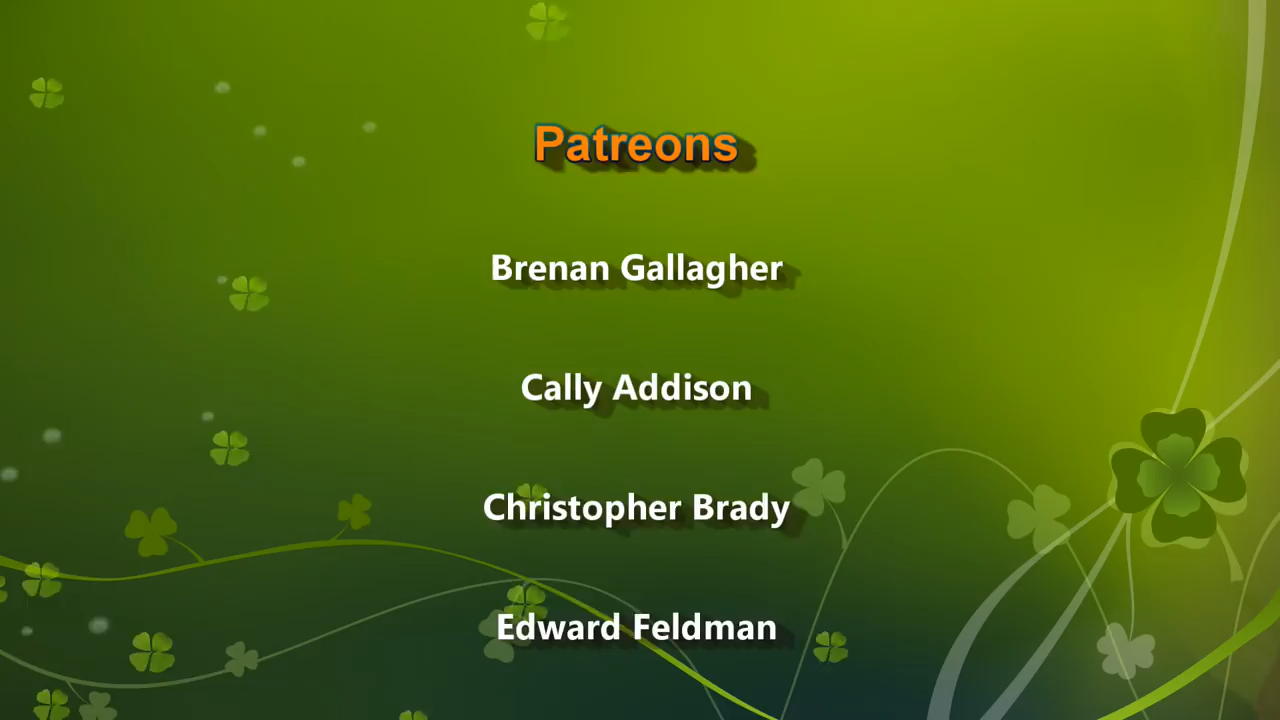 Patreons
Brenan Gallagher
Cally Addison
Christopher Brady
Edward Feldman